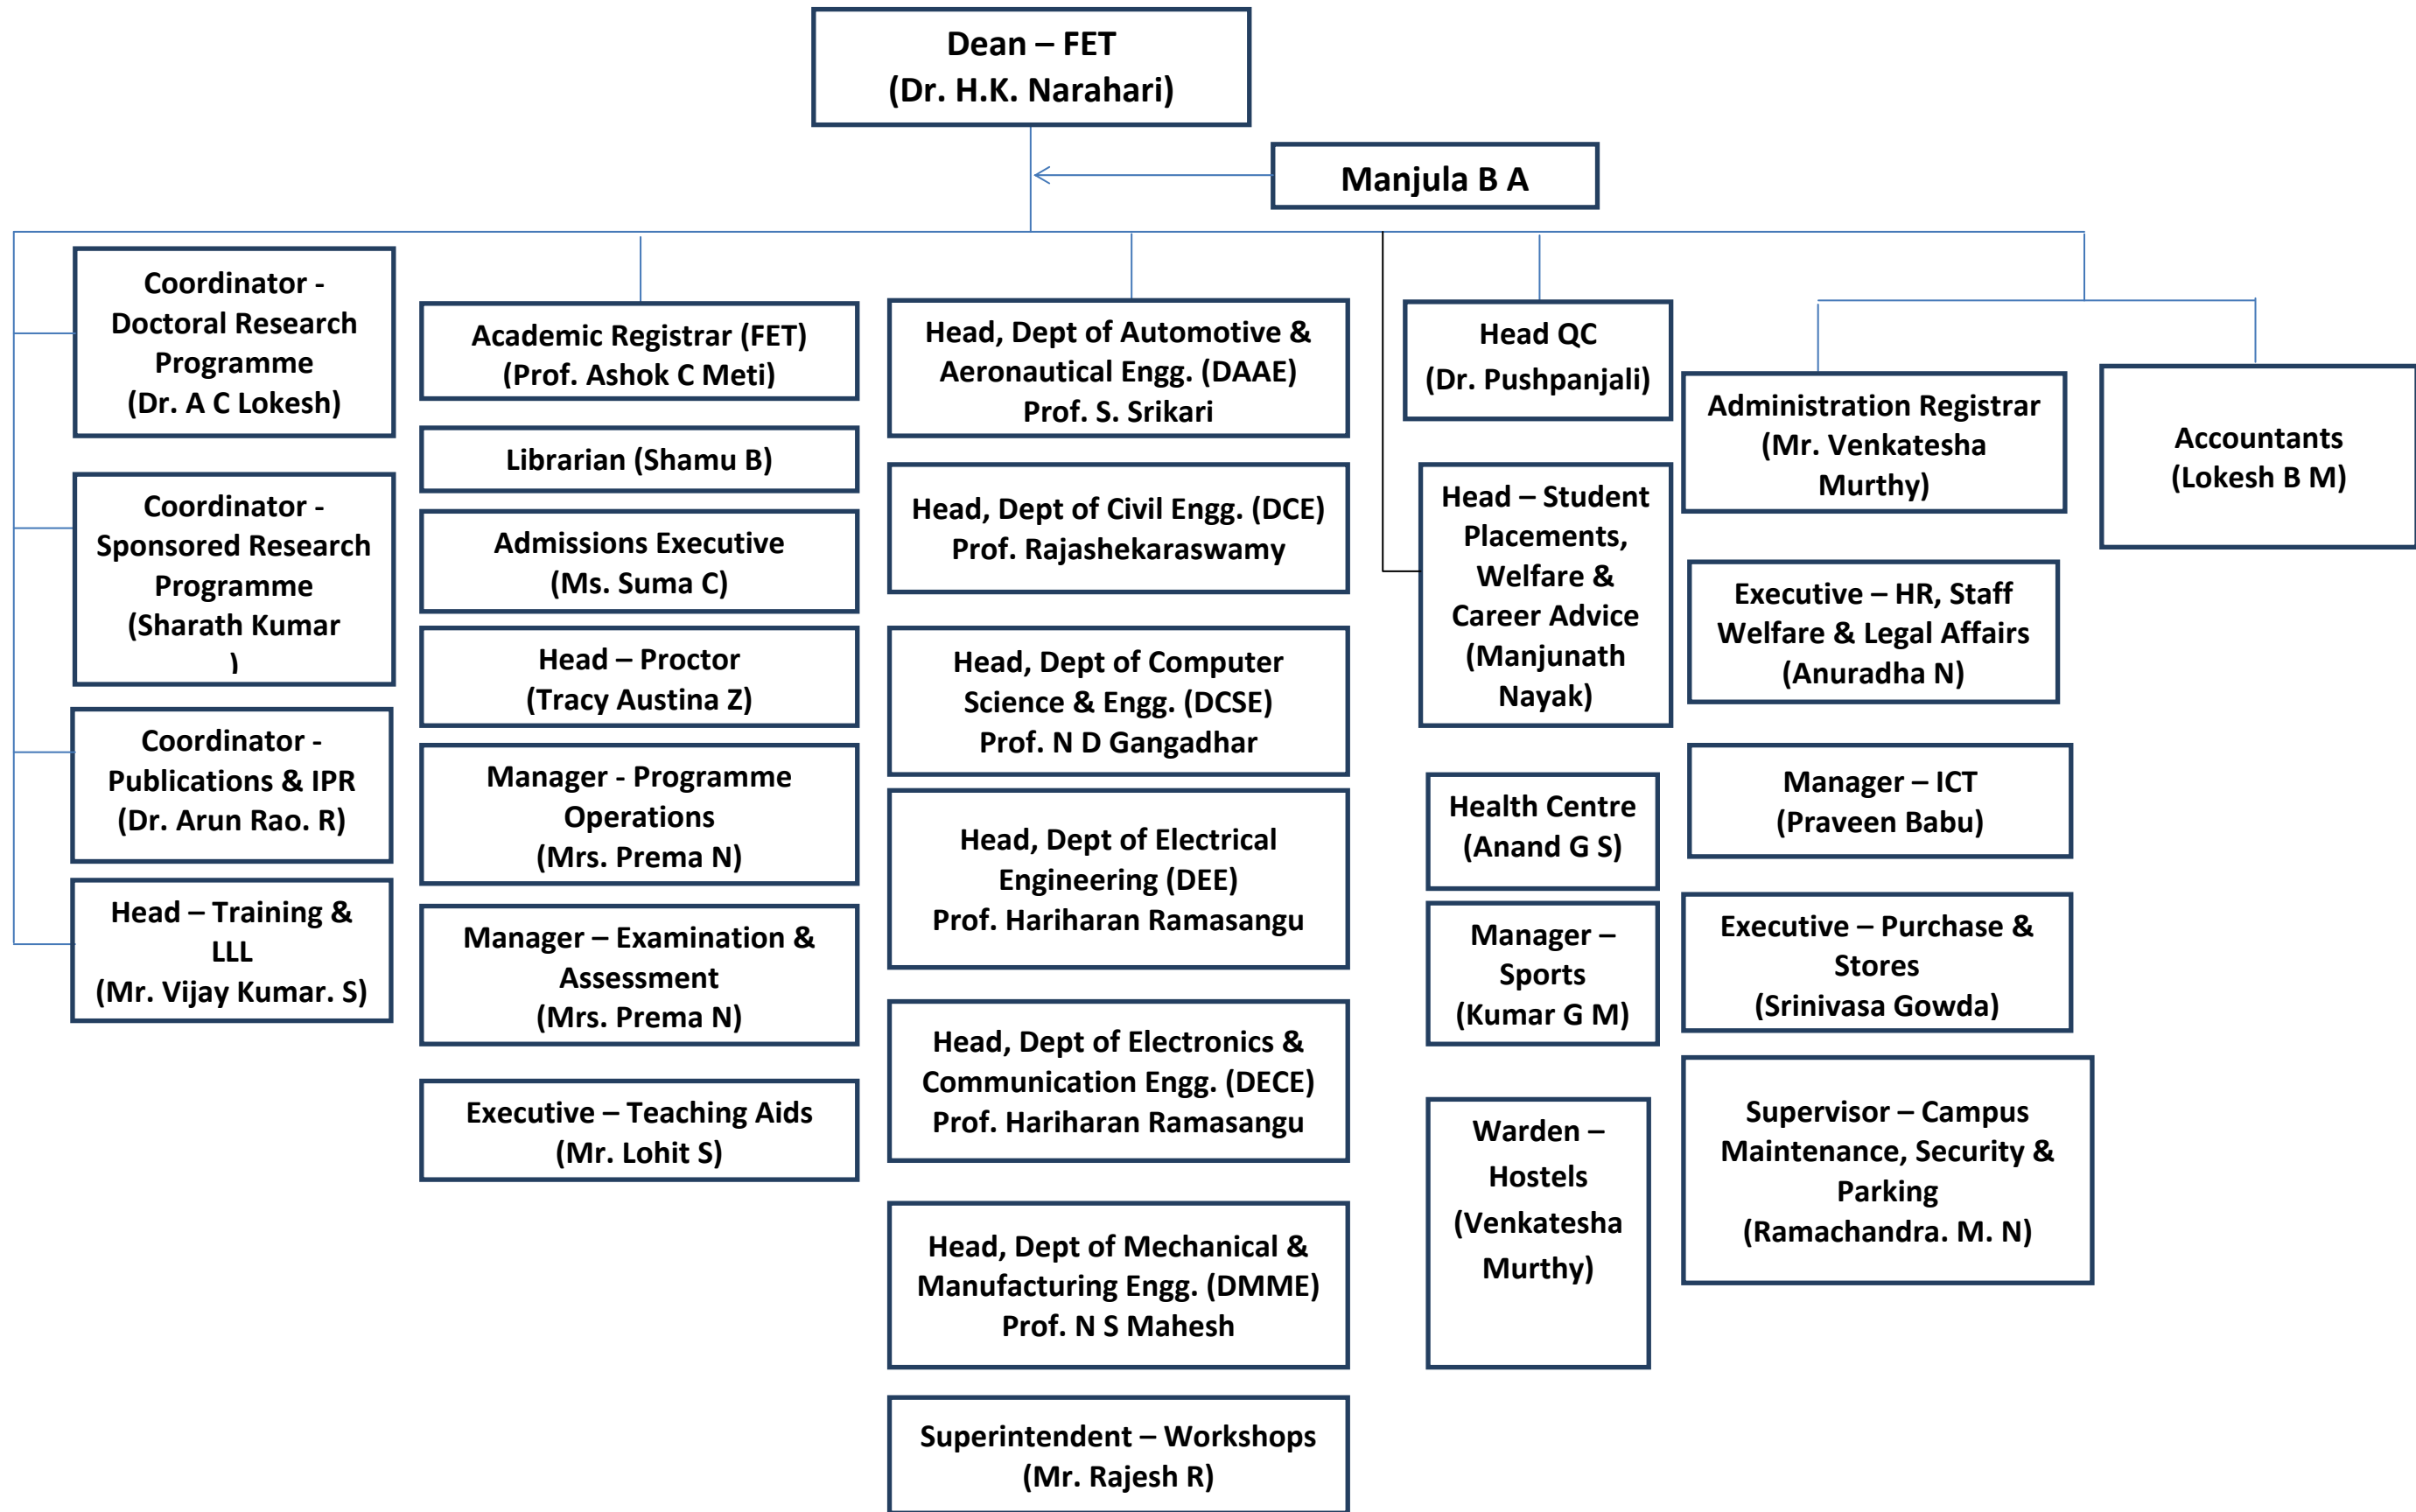 Dean – FET
(Dr. H.K. Narahari)
Manjula B A
Coordinator -
Doctoral Research
Programme
(Dr. A C Lokesh)
Coordinator -
Sponsored Research
Programme
(Sharath Kumar
)
Coordinator -
Publications & IPR
(Dr. Arun Rao. R)
Head – Training &
LLL
(Mr. Vijay Kumar. S)
Academic Registrar (FET)
(Prof. Ashok C Meti)
Librarian (Shamu B)
Admissions Executive
(Ms. Suma C)
Head – Proctor
(Tracy Austina Z)
Manager - Programme
Operations
(Mrs. Prema N)
Manager – Examination &
Assessment
(Mrs. Prema N)
Executive – Teaching Aids
(Mr. Lohit S)
Head, Dept of Automotive &
Aeronautical Engg. (DAAE)
Prof. S. Srikari
Head, Dept of Civil Engg. (DCE)
Prof. Rajashekaraswamy
Head, Dept of Computer
Science & Engg. (DCSE)
Prof. N D Gangadhar
Head, Dept of Electrical
Engineering (DEE)
Prof. Hariharan Ramasangu
Head, Dept of Electronics &
Communication Engg. (DECE)
Prof. Hariharan Ramasangu
Head, Dept of Mechanical &
Manufacturing Engg. (DMME)
Prof. N S Mahesh
Superintendent – Workshops
(Mr. Rajesh R)
Head QC
(Dr. Pushpanjali)
Head – Student
Placements,
Welfare &
Career Advice
(Manjunath
Nayak)
Health Centre
(Anand G S)
Manager –
Sports
(Kumar G M)
Warden –
Hostels
(Venkatesha
Murthy)
Administration Registrar
(Mr. Venkatesha
Murthy)
Executive – HR, Staff
Welfare & Legal Affairs
(Anuradha N)
Manager – ICT
(Praveen Babu)
Executive – Purchase &
Stores
(Srinivasa Gowda)
Supervisor – Campus
Maintenance, Security &
Parking
(Ramachandra. M. N)
Accountants
(Lokesh B M)